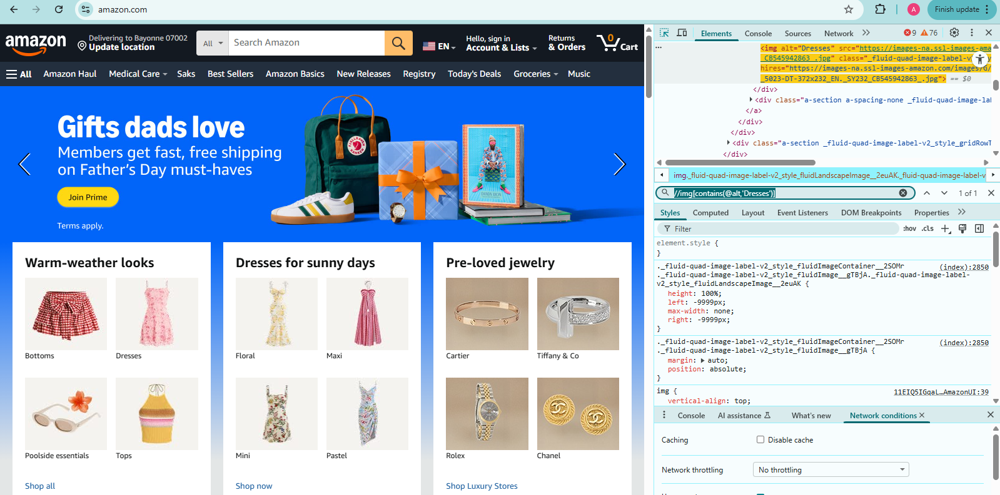 amazon.com
A
Finish update
amazon
Delivering to Bayonne 07002
Update location
All
Search Amazon
EN
Hello, sign in
Account & Lists
Returns
& Orders
0
Cart
All
Amazon Haul
Medical Care
Saks
Best Sellers
Amazon Basics
New Releases
Registry
Today's Deals
Groceries
Music
Gifts dads love
Members get fast, free shipping
on Father's Day must-haves
Join Prime
Terms apply.
FJÄLLRÄVEN
KÅNKEN
DANDY LION
Warm-weather looks
Bottoms
Dresses
Poolside essentials
Tops
Shop all
Dresses for sunny days
Floral
Maxi
Mini
Pastel
Shop now
Pre-loved jewelry
Cartier
Tiffany & Co
Rolex
Chanel
Shop Luxury Stores
Elements
Console
Sources
Network
9
76
...
<img alt="Dresses" src="https://images-na.ssl-images-ama
_CB545942863_.jpg" class="_fluid-quad-image-label-v
hires="https://images-na.ssl-images-amazon.com/images/G/
_5023-DT-372x232_EN._SY232_CB545942863_.jpg"> == $0
</div>
<div class="a-section a-spacing-none _fluid-quad-image-lab
</a>
</div>
</div>
<div class="a-section _fluid-quad-image-label-v2_style_gridRowT
</div>
img._fluid-quad-image-label-v2_style_fluidLandscapeImage__2euAK._fluid-quad-image-label-v
//img[contains(@alt,'Dresses')]
1 of 1
Styles
Computed
Layout
Event Listeners
DOM Breakpoints
Properties
Filter
:hov
.cls
element.style {
}
._fluid-quad-image-label-v2_style_fluidImageContainer__2SOMr
(index):2850
._fluid-quad-image-label-v2_style_fluidImage__gTBjA._fluid-quad-image-label-
v2_style_fluidLandscapeImage__2euAK {
height: 100%;
left: -9999px;
max-width: none;
right: -9999px;
}
._fluid-quad-image-label-v2_style_fluidImageContainer__2SOMr
(index):2850
._fluid-quad-image-label-v2_style_fluidImage__gTBjA {
margin: auto;
position: absolute;
}
img {
11EIQ5IGqaL…AmazonUI:39
vertical-align: top;
Console
AI assistance
What's new
Network conditions
Caching
Disable cache
Network throttling
No throttling